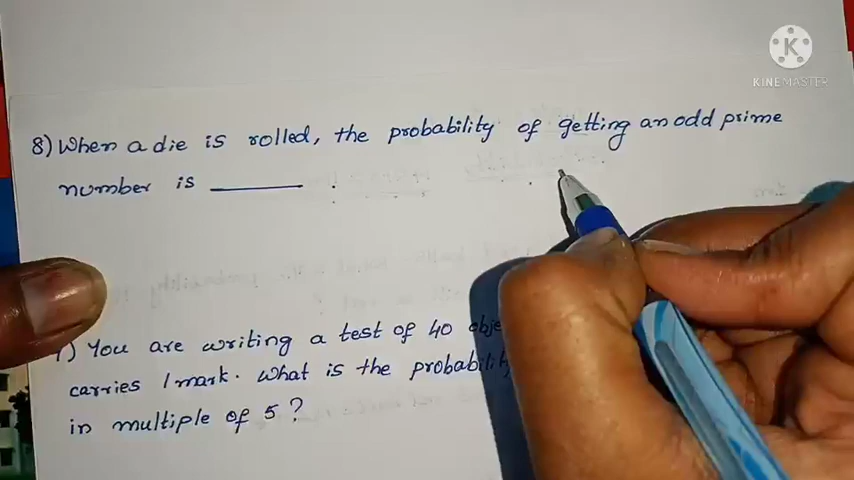 KINEMASTER
8) When a die is rolled, the probability of getting an odd prime
number is ______ .
) You are writing a test of 40
carries 1 mark. What is the probability
in multiple of 5 ?